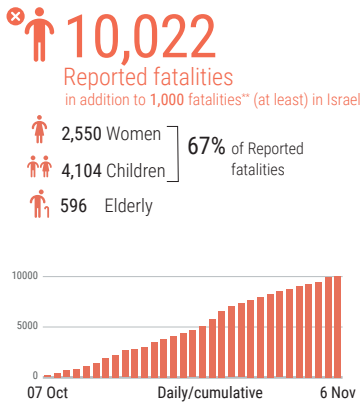 10,022
Reported fatalities
in addition to 1,000 fatalities** (at least) in Israel
2,550 Women
4,104 Children
67% of Reported
fatalities
596 Elderly
10000
5000
0
07 Oct Daily/cumulative 6 Nov